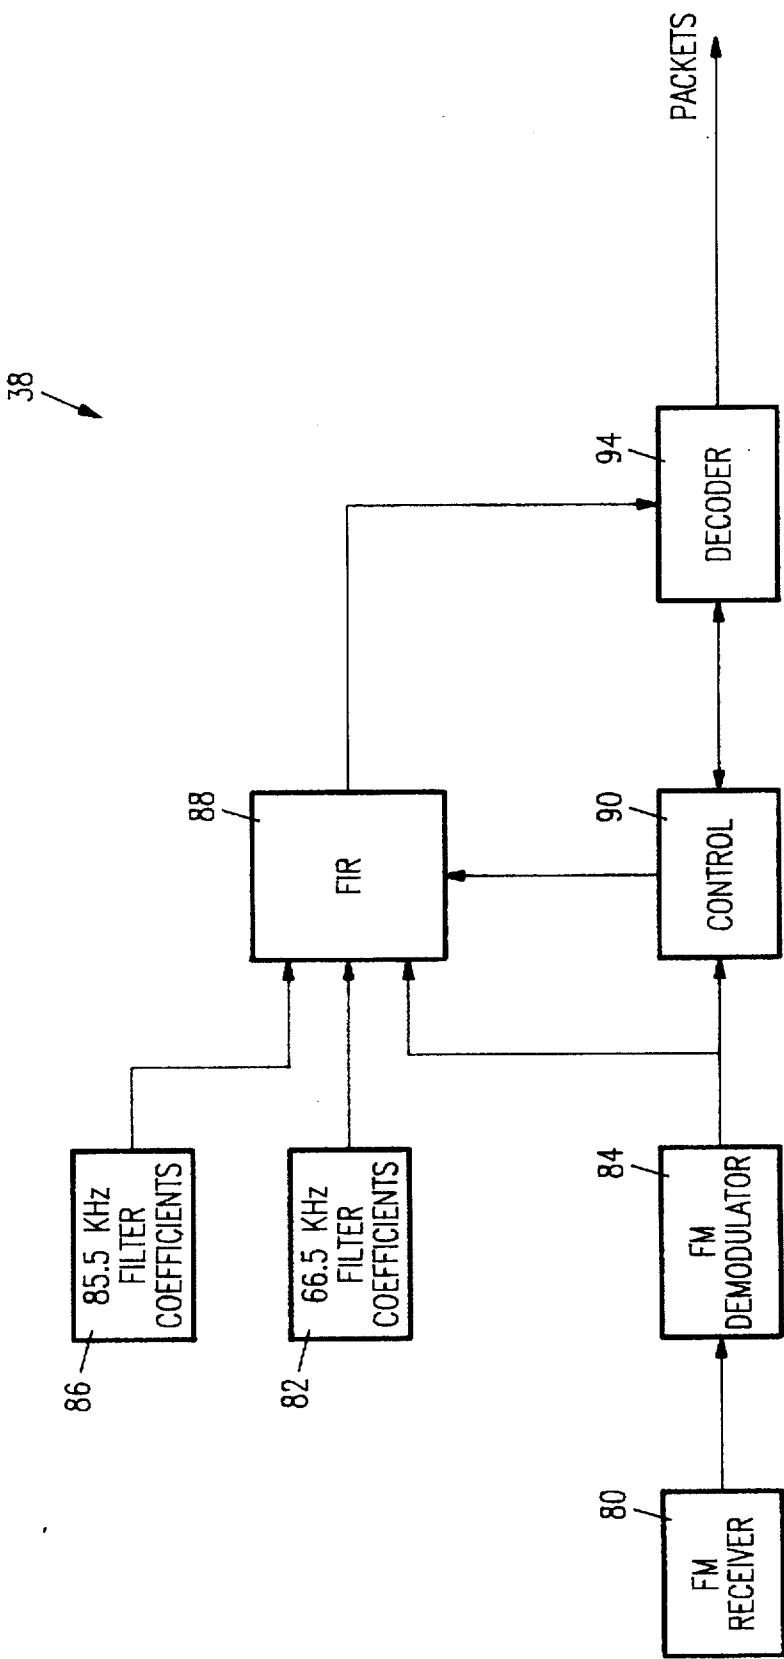 38
86
85.5 KHz
FILTER
COEFFICIENTS
82
66.5 KHz
FILTER
COEFFICIENTS
88
FIR
80
FM
RECEIVER
84
FM
DEMODULATOR
90
CONTROL
94
DECODER
PACKETS